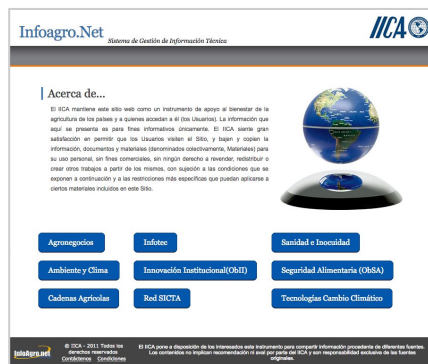 Infoagro.Net
Sistema de Gestión de Información Técnica
IICA
Acerca de...
El IICA mantiene este sitio web como un instrumento de apoyo al bienestar de la
agricultura de los países y a quienes accedan a él (los Usuarios). La información que
aquí se presenta es para fines informativos únicamente. El IICA siente gran
satisfacción en permitir que los Usuarios visiten el Sitio, y bajen y copien la
información, documentos y materiales (denominados colectivamente, Materiales) para
su uso personal, sin fines comerciales, sin ningún derecho a revender, redistribuir o
crear otros trabajos a partir de los mismos, con sujeción a las condiciones que se
exponen a continuación y a las restricciones más específicas que puedan aplicarse a
ciertos materiales incluidos en este Sitio.
Agronegocios
Infotec
Sanidad e Inocuidad
Ambiente y Clima
Innovación Institucional(ObII)
Seguridad Alimentaria (ObSA)
Cadenas Agrícolas
Red SICTA
Tecnologías Cambio Climático
InfoAgro.net
© IICA - 2011 Todos los
derechos reservados
Contáctenos Condiciones
El IICA pone a disposición de los interesados este instrumento para compartir información procedente de diferentes fuentes.
Los contenidos no implican recomendación ni aval por parte del IICA y son responsabilidad exclusiva de las fuentes
originales.